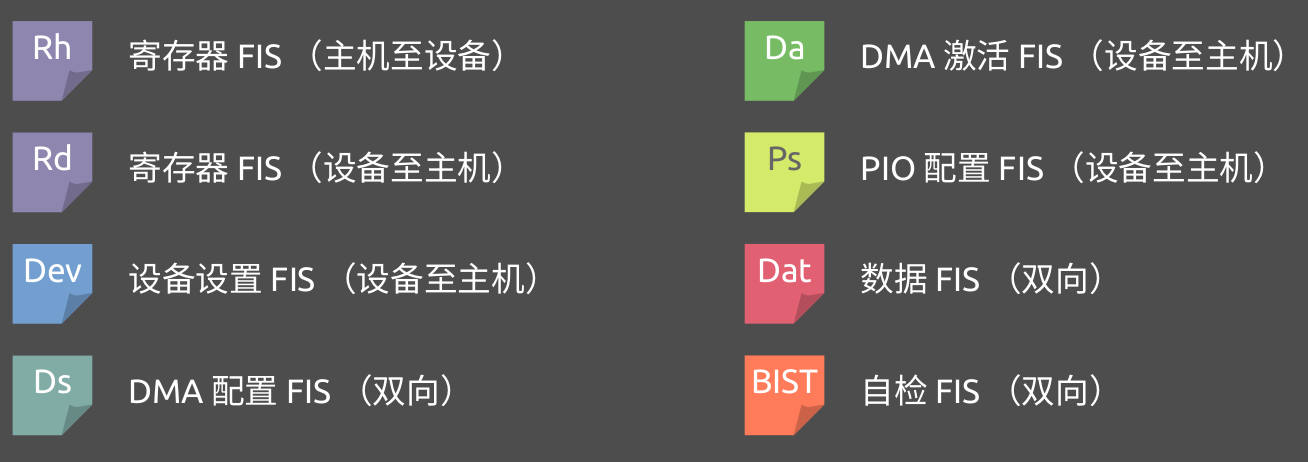 Rh 寄存器 FIS （主机至设备）
Rd 寄存器 FIS （设备至主机）
Dev 设备设置 FIS （设备至主机）
Ds DMA 配置 FIS （双向）
Da DMA 激活 FIS （设备至主机）
Ps PIO 配置 FIS （设备至主机）
Dat 数据 FIS （双向）
BIST 自检 FIS （双向）